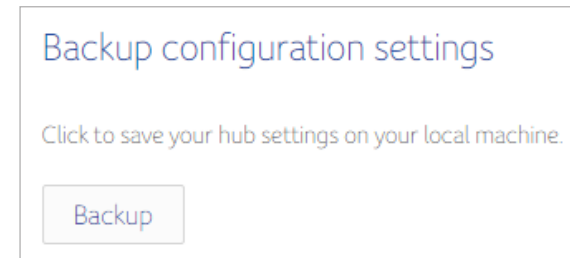 Backup configuration settings
Click to save your hub settings on your local machine.
Backup